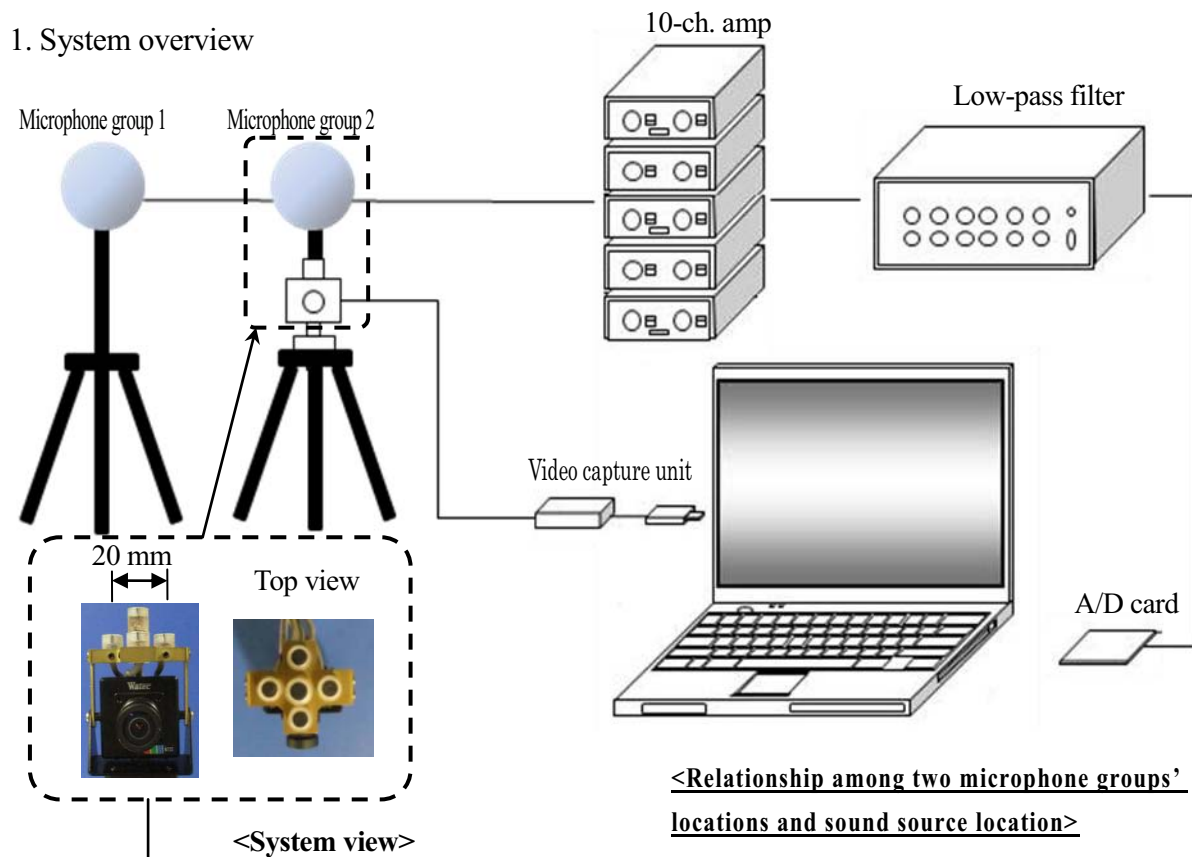 1. System overview
10-ch. amp
Low-pass filter
Microphone group 1
Microphone group 2
Video capture unit
20 mm
Top view
A/D card
Watec
<Relationship among two microphone groups’
locations and sound source location>
<System view>